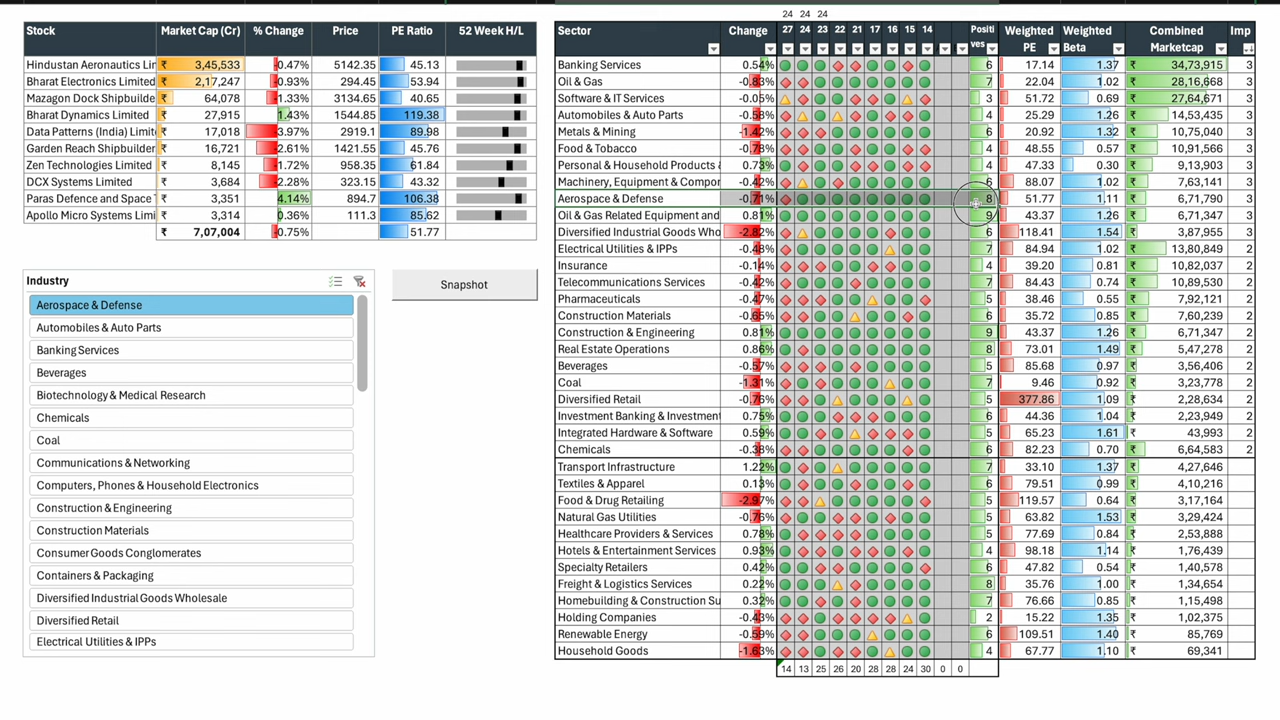 Stock Market Cap (Cr) % Change Price PE Ratio 52 Week H/L
Hindustan Aeronautics Lir ₹ 3,45,533 -0.47% 5142.35 45.13
Bharat Electronics Limited ₹ 2,17,247 -0.93% 294.45 53.94
Mazagon Dock Shipbuilde ₹ 64,078 -1.33% 3134.65 40.65
Bharat Dynamics Limited ₹ 27,915 1.43% 1544.85 119.38
Data Patterns (India) Limit ₹ 17,018 -3.97% 2919.1 89.98
Garden Reach Shipbuilder ₹ 16,721 -2.61% 1421.55 45.76
Zen Technologies Limited ₹ 8,145 -1.72% 958.35 61.84
DCX Systems Limited ₹ 3,684 -2.28% 323.15 43.32
Paras Defence and Space ₹ 3,351 4.14% 894.7 106.38
Apollo Micro Systems Limi ₹ 3,314 0.36% 111.3 85.62
7,07,004 -0.75% 51.77
Industry
Aerospace & Defense
Automobiles & Auto Parts
Banking Services
Beverages
Biotechnology & Medical Research
Chemicals
Coal
Communications & Networking
Computers, Phones & Household Electronics
Construction & Engineering
Construction Materials
Consumer Goods Conglomerates
Containers & Packaging
Diversified Industrial Goods Wholesale
Diversified Retail
Electrical Utilities & IPPs
Snapshot
24 24 23
Sector Change 27 24 23 22 21 17 16 15 14 Positi ves Weighted PE Weighted Beta Combined Marketcap Imp
Banking Services 0.54% 6 17.14 1.37 ₹ 34,73,915 3
Oil & Gas -0.83% 7 22.04 1.02 ₹ 28,16,668 3
Software & IT Services -0.05% 3 51.72 0.69 ₹ 27,64,671 3
Automobiles & Auto Parts -0.58% 4 25.29 1.26 ₹ 14,53,435 3
Metals & Mining -1.42% 6 20.92 1.32 ₹ 10,75,040 3
Food & Tobacco -0.78% 4 48.55 0.57 ₹ 10,91,566 3
Personal & Household Products & 0.73% 4 47.33 0.30 ₹ 9,13,903 3
Machinery, Equipment & Compor -0.42% 6 88.07 1.02 ₹ 7,63,141 3
Aerospace & Defense -0.71% 8 51.77 1.11 ₹ 6,71,790 3
Oil & Gas Related Equipment and 0.81% 9 43.37 1.26 ₹ 6,71,347 3
Diversified Industrial Goods Who -2.82% 6 118.41 1.54 ₹ 3,87,955 3
Electrical Utilities & IPPs -0.48% 7 84.94 1.02 ₹ 13,80,849 2
Insurance -0.14% 4 39.20 0.81 ₹ 10,82,037 2
Telecommunications Services -0.42% 7 84.43 0.74 ₹ 10,89,530 2
Pharmaceuticals -0.47% 5 38.46 0.55 ₹ 7,92,121 2
Construction Materials -0.65% 6 35.72 0.85 ₹ 7,60,239 2
Construction & Engineering 0.81% 9 43.37 1.26 ₹ 6,71,347 2
Real Estate Operations 0.86% 8 73.01 1.49 ₹ 5,47,278 2
Beverages -0.57% 5 85.68 0.97 ₹ 3,56,406 2
Coal -1.31% 7 9.46 0.92 ₹ 3,23,778 2
Diversified Retail -0.76% 5 377.86 1.09 ₹ 2,28,634 2
Investment Banking & Investment 0.75% 6 44.36 1.04 ₹ 2,23,949 2
Integrated Hardware & Software 0.59% 5 65.23 1.61 ₹ 43,993 2
Chemicals -0.38% 6 82.23 0.70 ₹ 6,64,583 2
Transport Infrastructure 1.22% 7 33.10 1.37 ₹ 4,27,646
Textiles & Apparel 0.13% 6 79.51 0.99 ₹ 4,10,216
Food & Drug Retailing -2.97% 5 119.57 0.64 ₹ 3,17,164
Natural Gas Utilities -0.76% 5 63.82 1.53 ₹ 3,29,424
Healthcare Providers & Services 0.78% 5 77.69 0.84 ₹ 2,53,888
Hotels & Entertainment Services 0.93% 4 98.18 1.14 ₹ 1,76,439
Specialty Retailers 0.42% 6 47.82 0.54 ₹ 1,40,578
Freight & Logistics Services 0.22% 8 35.76 1.00 ₹ 1,34,654
Homebuilding & Construction Su 0.32% 7 76.66 0.85 ₹ 1,15,498
Holding Companies -0.43% 2 15.22 1.35 ₹ 1,02,375
Renewable Energy -0.59% 6 109.51 1.40 ₹ 85,769
Household Goods -1.63% 4 67.77 1.10 ₹ 69,341
14 13 25 26 20 28 28 24 30 0 0